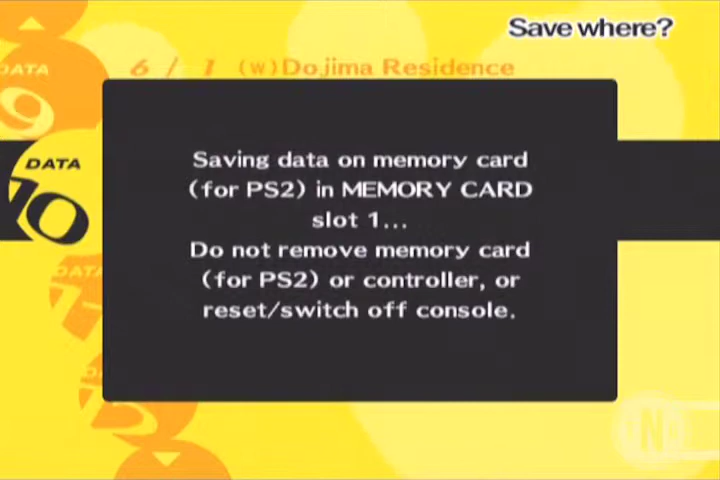 Save where?
DATA
6 / 1 (W)Dojima Residence
9
DATA
10
Saving data on memory card
(for PS2) in MEMORY CARD
slot 1...
Do not remove memory card
(for PS2) or controller, or
reset/switch off console.
DATA
N